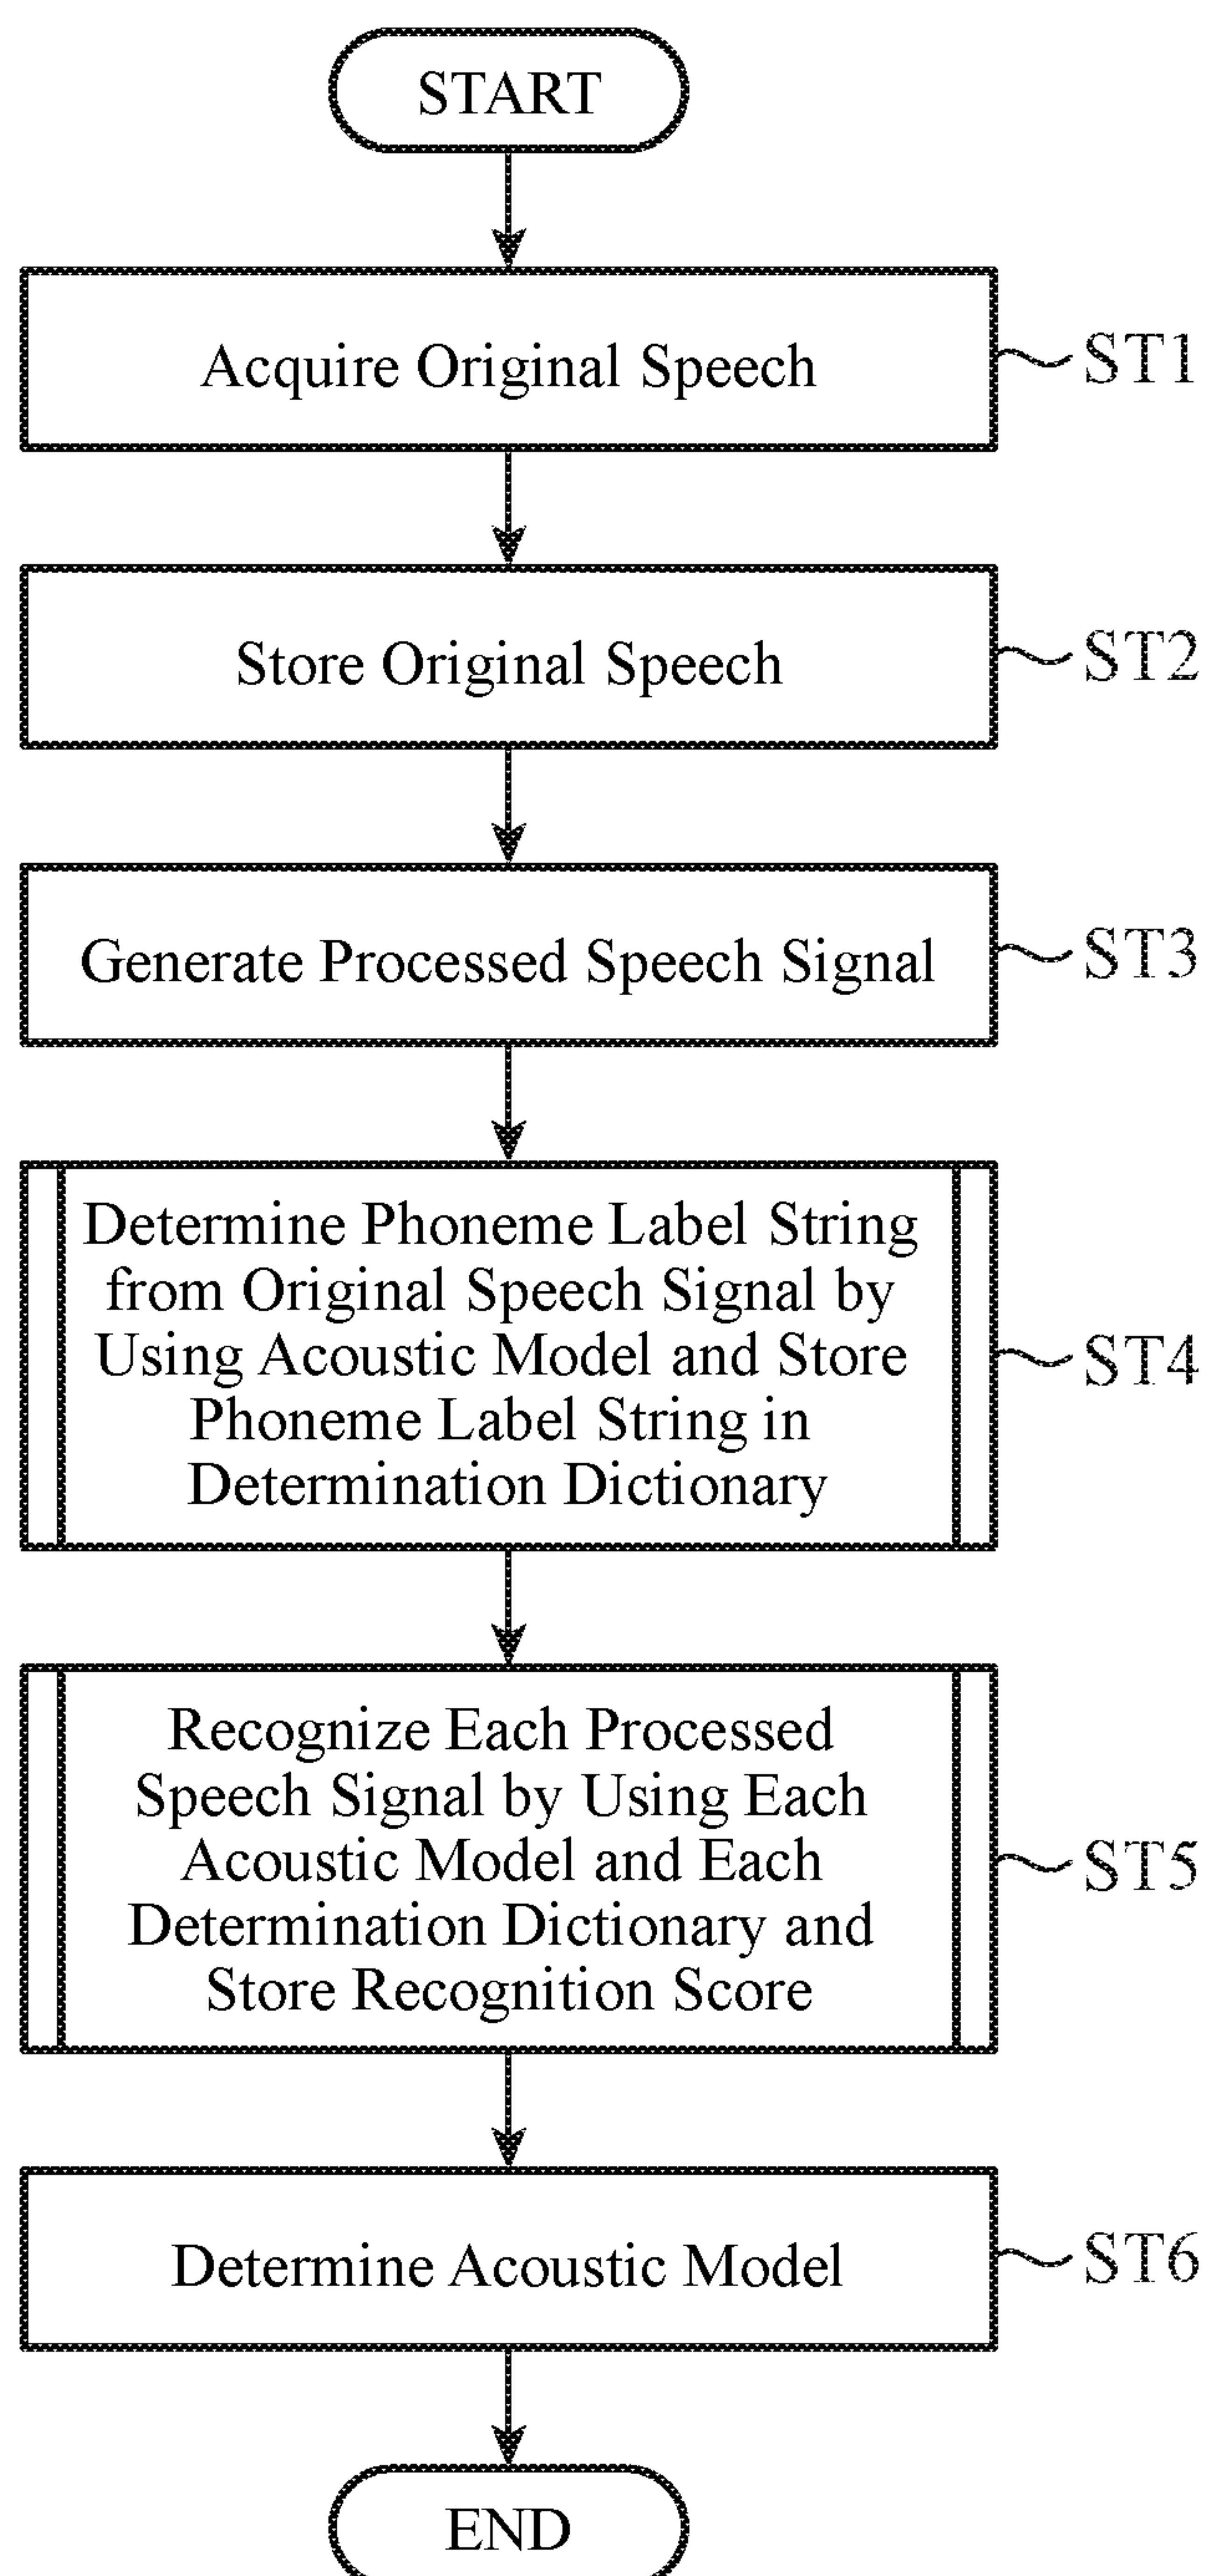 START
Acquire Original Speech
ST1
Store Original Speech
ST2
Generate Processed Speech Signal
ST3
Determine Phoneme Label String
from Original Speech Signal by
Using Acoustic Model and Store
Phoneme Label String in
Determination Dictionary
ST4
Recognize Each Processed
Speech Signal by Using Each
Acoustic Model and Each
Determination Dictionary and
Store Recognition Score
ST5
Determine Acoustic Model
ST6
END